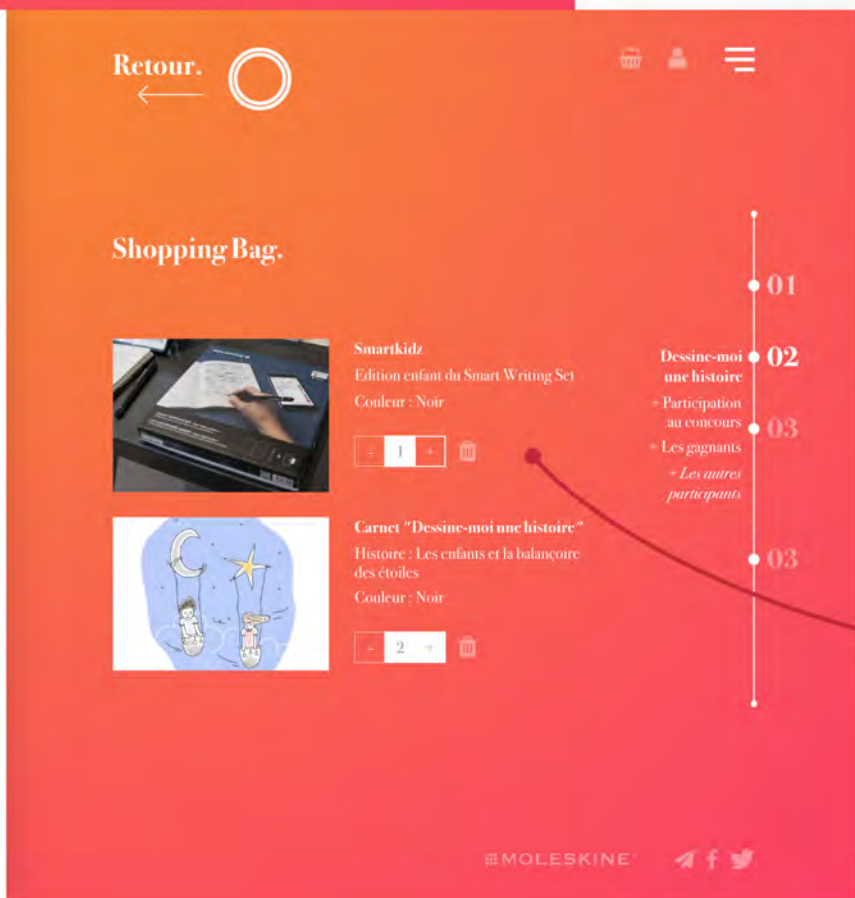 Retour.
Shopping Bag.
Smartkidz
Edition enfant du Smart Writing Set
Couleur : Noir
- 1 +
Carnet "Dessine-moi une histoire"
Histoire : Les enfants et la balançoire
des étoiles
Couleur : Noir
- 2 +
01
Dessine-moi
une histoire
02
+ Participation
au concours
03
+ Les gagnants
+ Les autres
participants
03
MOLESKINE